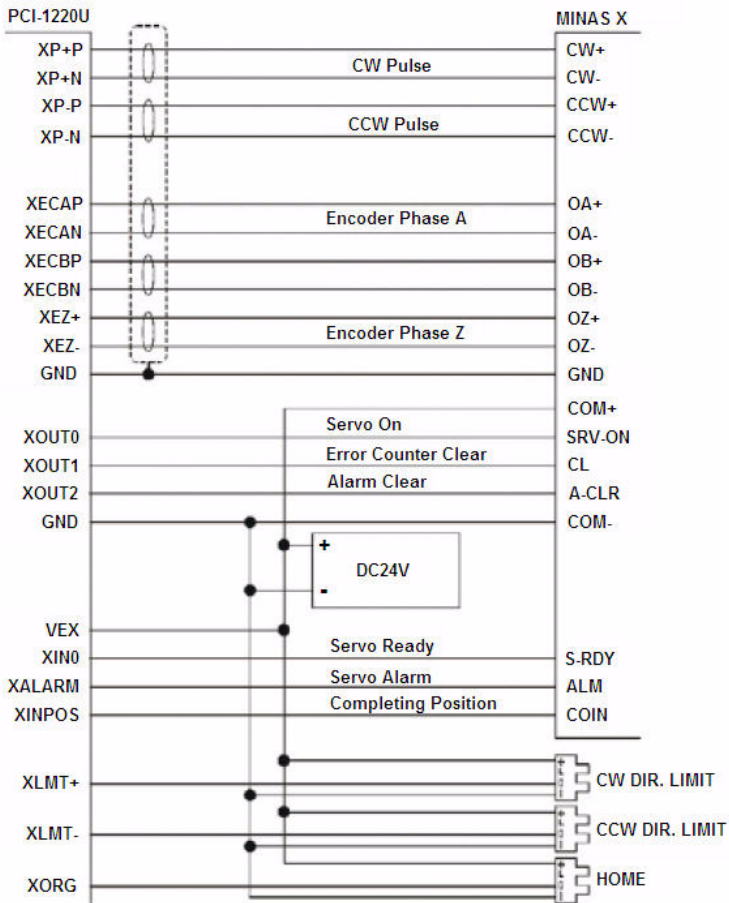 PCI-1220U MINAS X
XP+P CW+
CW Pulse
XP+N CW-
XP-P CCW+
CCW Pulse
XP-N CCW-
XECAP OA+
Encoder Phase A
XECAN OA-
XECBP OB+
XECBN OB-
XEZ+ OZ+
Encoder Phase Z
XEZ- OZ-
GND GND
COM+
Servo On
XOUT0 SRV-ON
Error Counter Clear
XOUT1 CL
Alarm Clear
XOUT2 A-CLR
GND COM-
+
DC24V
-
VEX
Servo Ready
XIN0 S-RDY
Servo Alarm
XALARM ALM
Completing Position
XINPOS COIN
XLMT+ CW DIR. LIMIT
XLMT- CCW DIR. LIMIT
XORG HOME